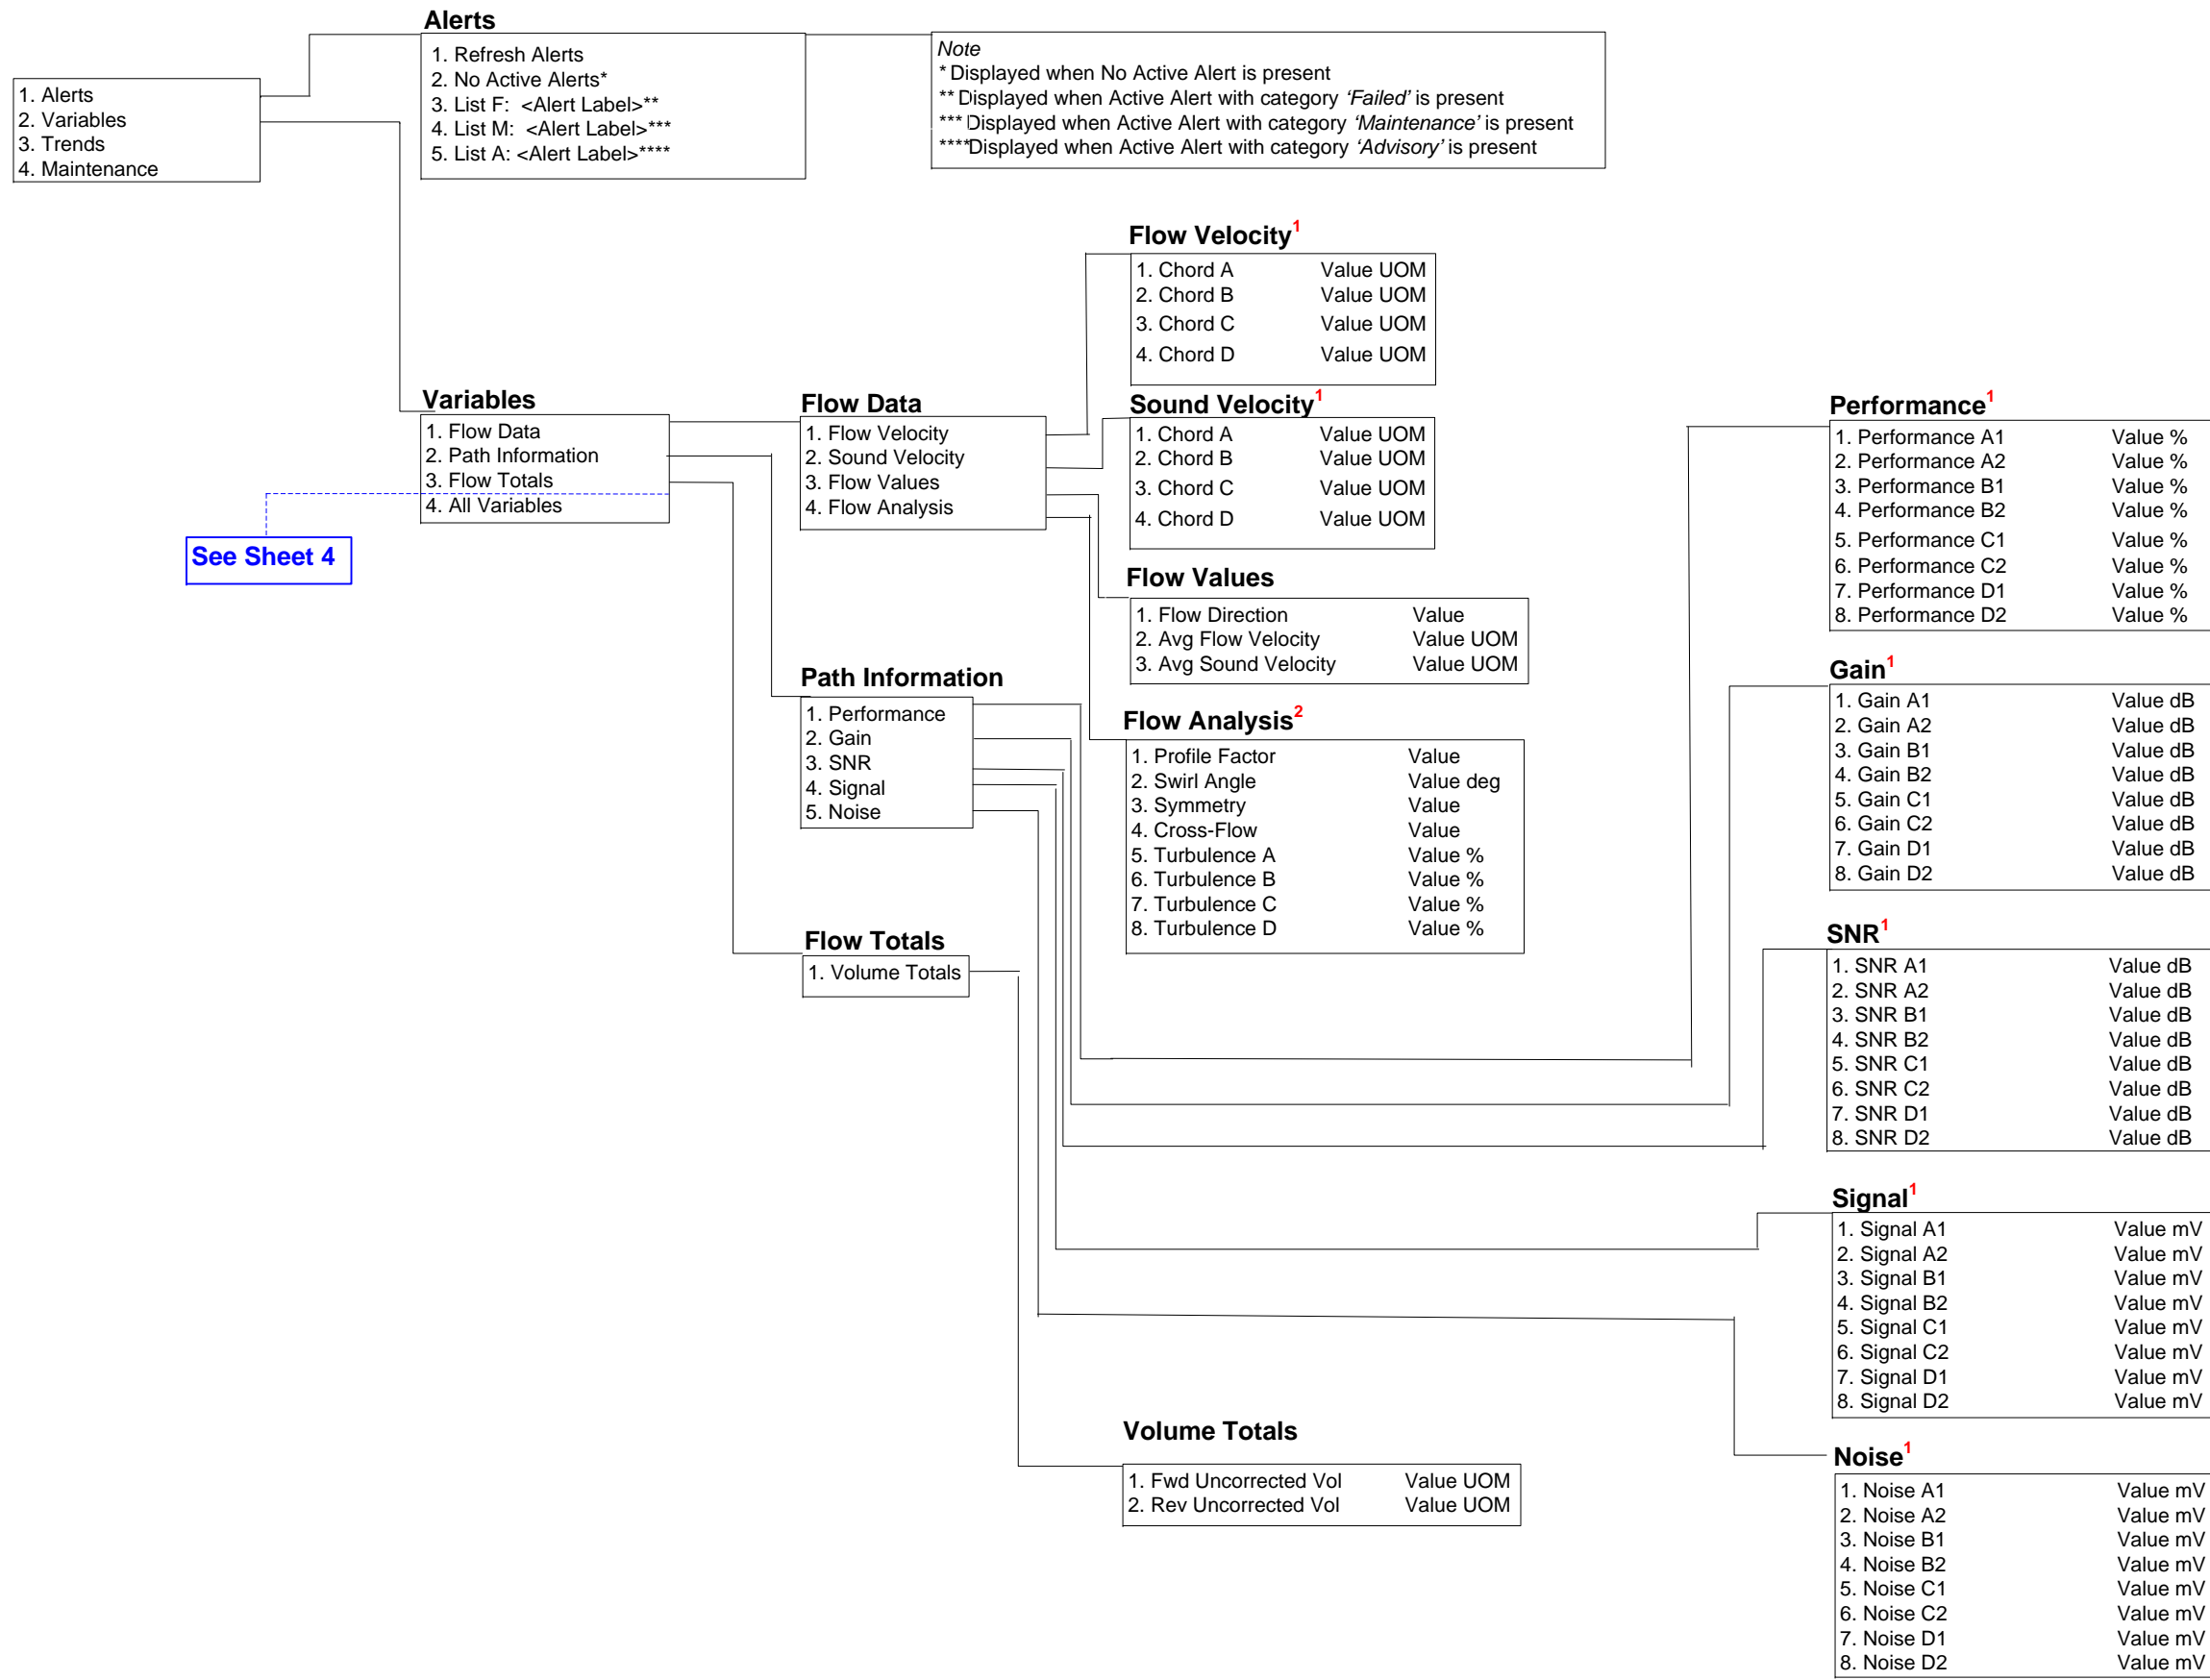 1. Alerts
2. Variables
3. Trends
4. Maintenance
Alerts
1. Refresh Alerts
2. No Active Alerts*
3. List F: <Alert Label>**
4. List M: <Alert Label>***
5. List A: <Alert Label>****
Note
* Displayed when No Active Alert is present
** Displayed when Active Alert with category 'Failed' is present
*** Displayed when Active Alert with category 'Maintenance' is present
****Displayed when Active Alert with category 'Advisory' is present
Variables
1. Flow Data
2. Path Information
3. Flow Totals
4. All Variables
See Sheet 4
Flow Data
1. Flow Velocity
2. Sound Velocity
3. Flow Values
4. Flow Analysis
Path Information
1. Performance
2. Gain
3. SNR
4. Signal
5. Noise
Flow Totals
1. Volume Totals
Flow Velocity1
1. Chord A Value UOM
2. Chord B Value UOM
3. Chord C Value UOM
4. Chord D Value UOM
Sound Velocity1
1. Chord A Value UOM
2. Chord B Value UOM
3. Chord C Value UOM
4. Chord D Value UOM
Flow Values
1. Flow Direction Value
2. Avg Flow Velocity Value UOM
3. Avg Sound Velocity Value UOM
Flow Analysis2
1. Profile Factor Value
2. Swirl Angle Value deg
3. Symmetry Value
4. Cross-Flow Value
5. Turbulence A Value %
6. Turbulence B Value %
7. Turbulence C Value %
8. Turbulence D Value %
Volume Totals
1. Fwd Uncorrected Vol Value UOM
2. Rev Uncorrected Vol Value UOM
Performance1
1. Performance A1 Value %
2. Performance A2 Value %
3. Performance B1 Value %
4. Performance B2 Value %
5. Performance C1 Value %
6. Performance C2 Value %
7. Performance D1 Value %
8. Performance D2 Value %
Gain1
1. Gain A1 Value dB
2. Gain A2 Value dB
3. Gain B1 Value dB
4. Gain B2 Value dB
5. Gain C1 Value dB
6. Gain C2 Value dB
7. Gain D1 Value dB
8. Gain D2 Value dB
SNR1
1. SNR A1 Value dB
2. SNR A2 Value dB
3. SNR B1 Value dB
4. SNR B2 Value dB
5. SNR C1 Value dB
6. SNR C2 Value dB
7. SNR D1 Value dB
8. SNR D2 Value dB
Signal1
1. Signal A1 Value mV
2. Signal A2 Value mV
3. Signal B1 Value mV
4. Signal B2 Value mV
5. Signal C1 Value mV
6. Signal C2 Value mV
7. Signal D1 Value mV
8. Signal D2 Value mV
Noise1
1. Noise A1 Value mV
2. Noise A2 Value mV
3. Noise B1 Value mV
4. Noise B2 Value mV
5. Noise C1 Value mV
6. Noise C2 Value mV
7. Noise D1 Value mV
8. Noise D2 Value mV